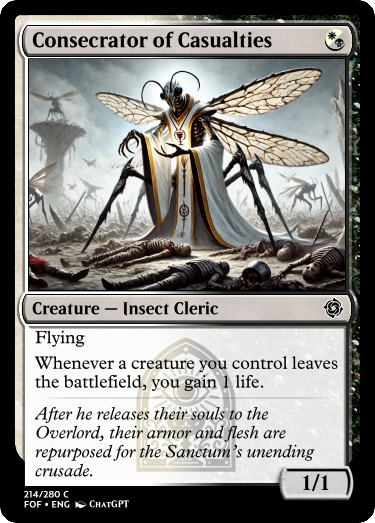 Consecrator of Casualties
Creature — Insect Cleric
Flying
Whenever a creature you control leaves
the battlefield, you gain 1 life.
After he releases their souls to the
Overlord, their armor and flesh are
repurposed for the Sanctum's unending
crusade.
1/1
214/280 C
FOF • ENG ChatGPT